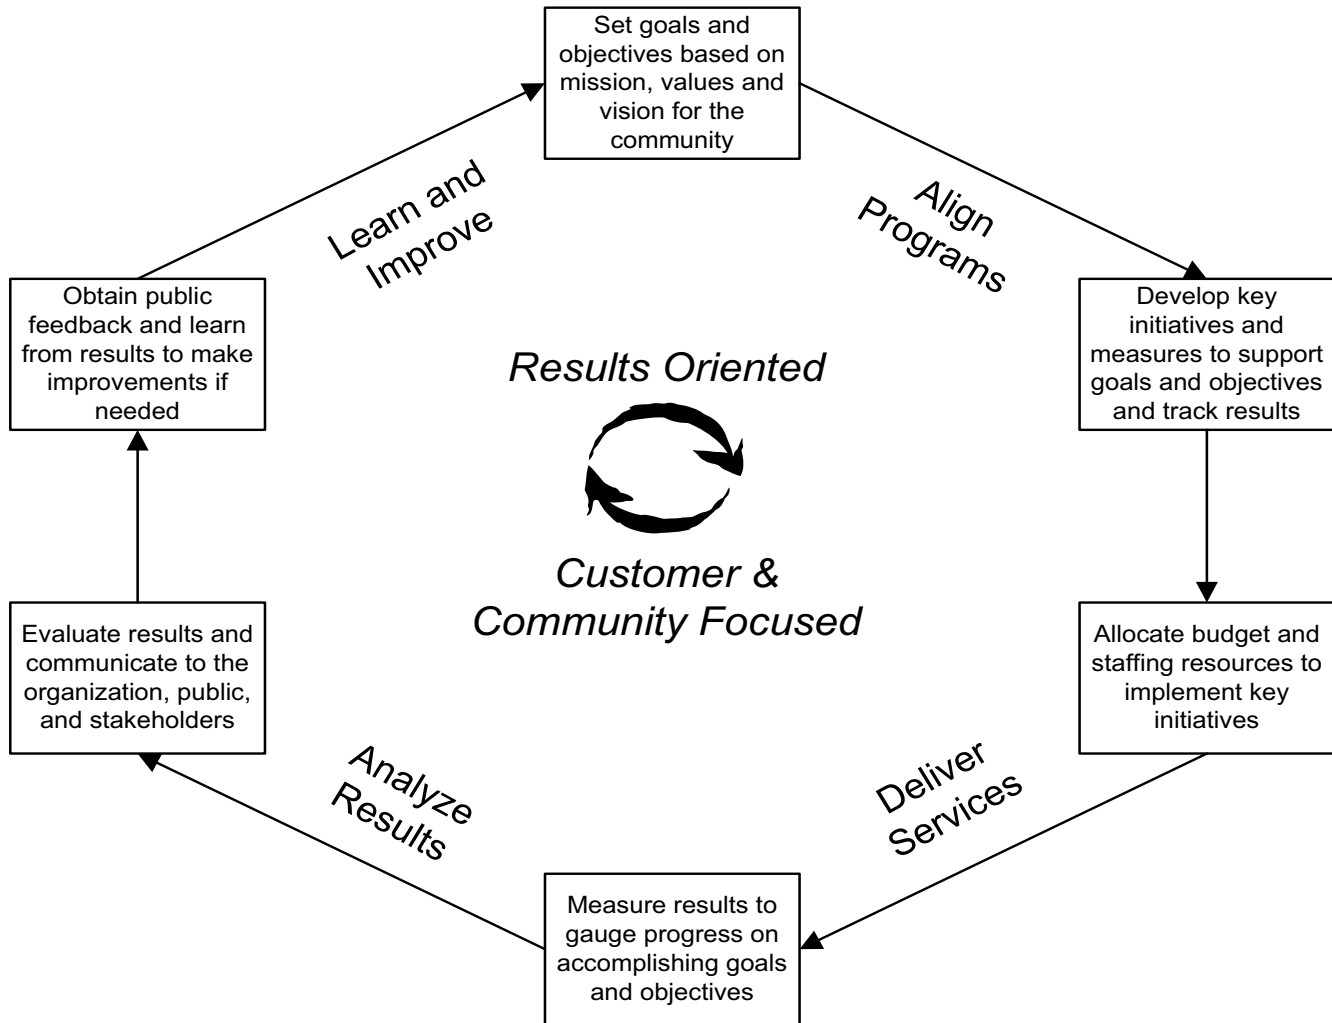 Set goals and
objectives based on
mission, values and
vision for the
community
Align
Programs
Develop key
initiatives and
measures to support
goals and objectives
and track results
Allocate budget and
staffing resources to
implement key
initiatives
Deliver
Services
Measure results to
gauge progress on
accomplishing goals
and objectives
Analyze
Results
Evaluate results and
communicate to the
organization, public,
and stakeholders
Obtain public
feedback and learn
from results to make
improvements if
needed
Learn and
Improve
Results Oriented
Customer &
Community Focused